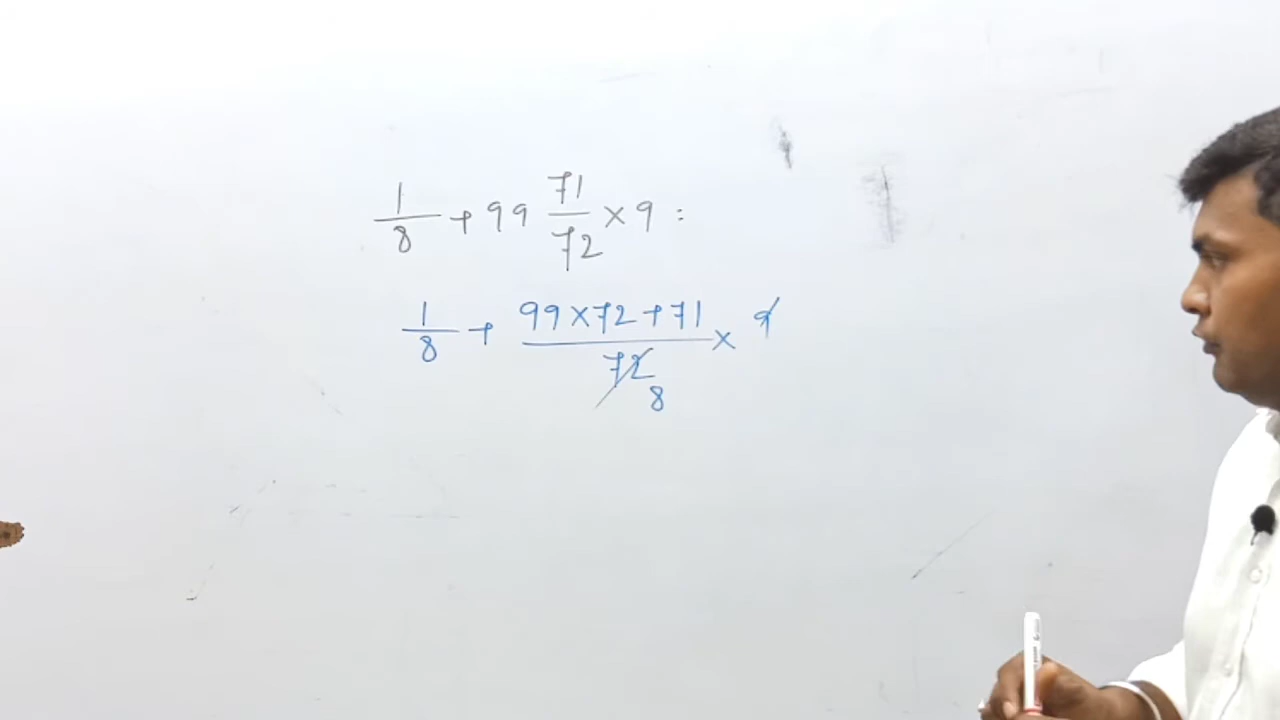 1/8 + 99 71/72 × 9 :
1/8 + (99×72+71)/72 × 9
8